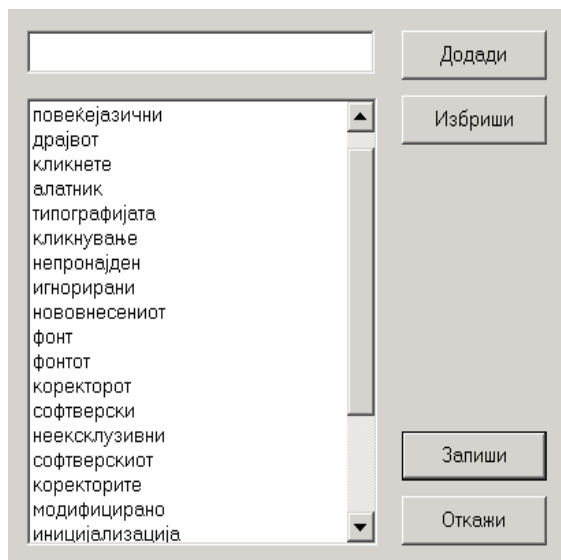 Додади
Избриши
повеќејазични
драјвот
кликнете
алатник
типографијата
кликнување
непронајден
игнорирани
нововнесениот
фонт
фонтот
коректорот
софтверски
неексклузивни
софтверскиот
коректорите
модифицирано
иницијализација
Запиши
Откажи